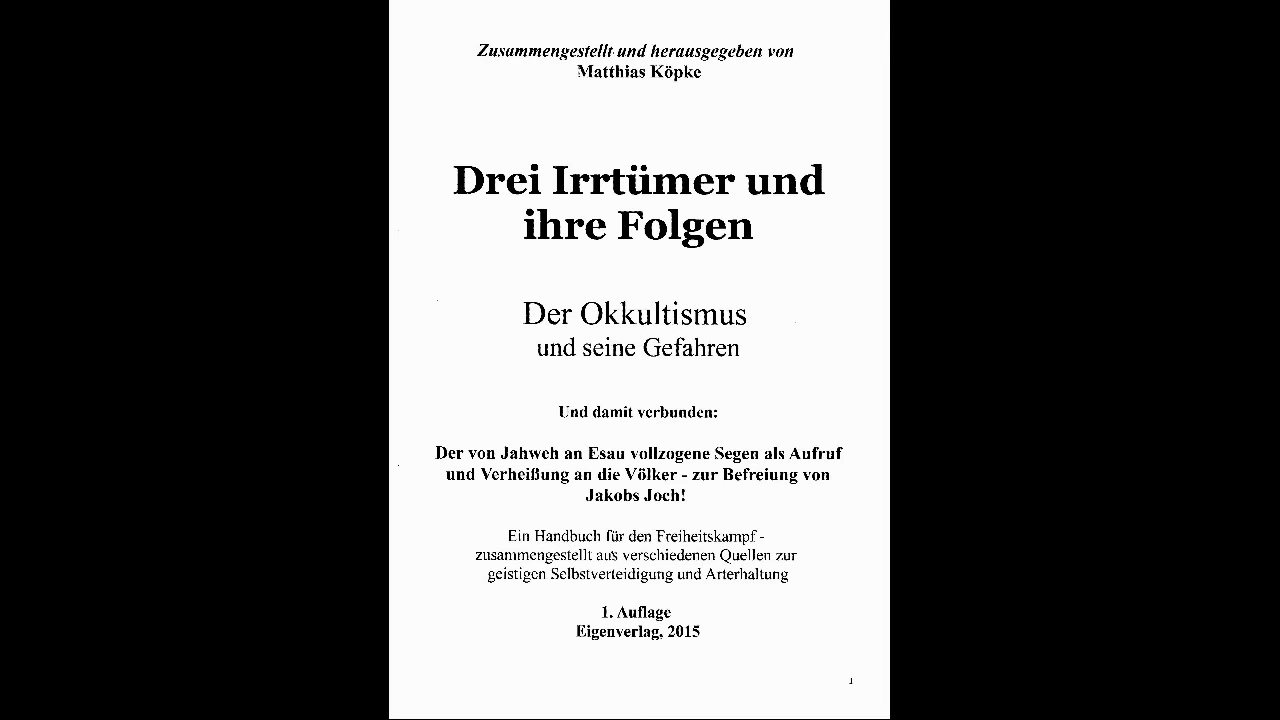 Zusammengestellt und herausgegeben von
Matthias Köpke
Drei Irrtümer und
ihre Folgen
Der Okkultismus
und seine Gefahren
Und damit verbunden:
Der von Jahweh an Esau vollzogene Segen als Aufruf
und Verheißung an die Völker - zur Befreiung von
Jakobs Joch!
Ein Handbuch für den Freiheitskampf -
zusammengestellt aus verschiedenen Quellen zur
geistigen Selbstverteidigung und Arterhaltung
1. Auflage
Eigenverlag, 2015
1